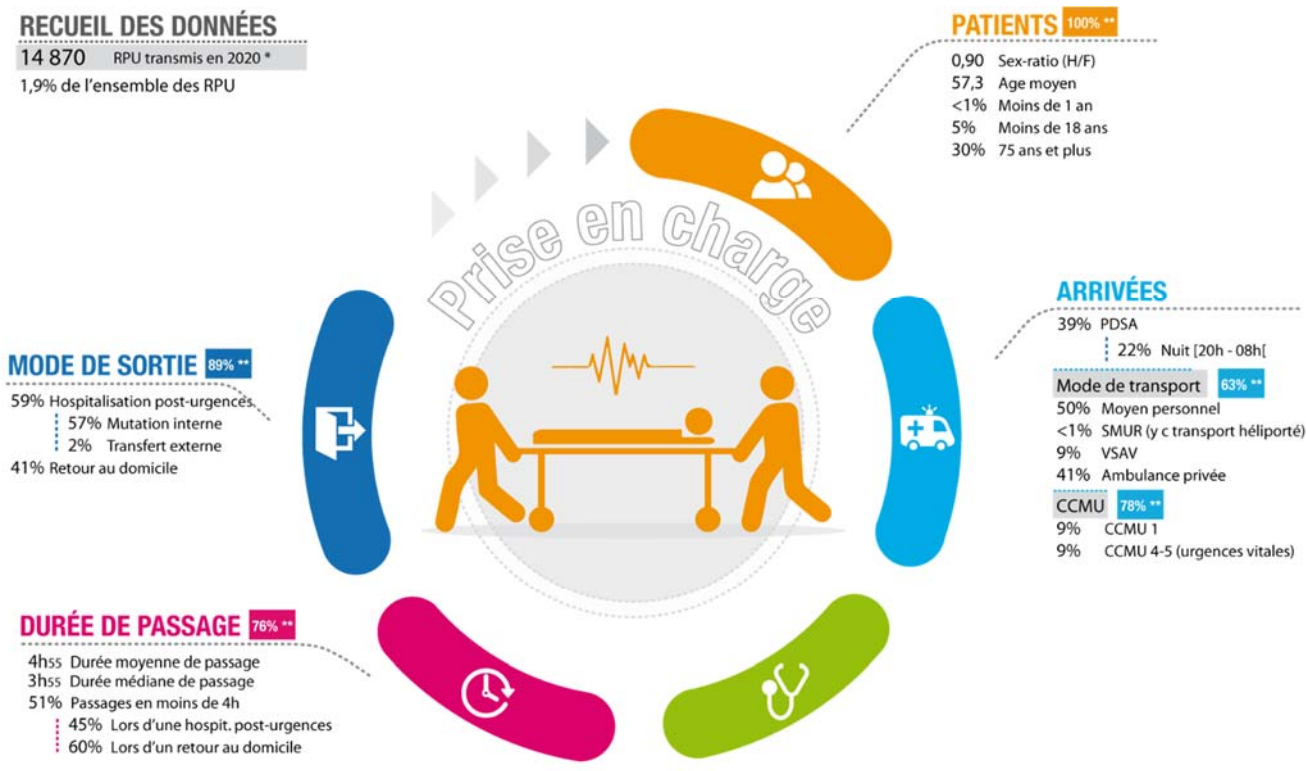 RECUEIL DES DONNÉES
14 870 RPU transmis en 2020 *
1,9% de l'ensemble des RPU
PATIENTS 100% **
0,90 Sex-ratio (H/F)
57,3 Age moyen
<1% Moins de 1 an
5% Moins de 18 ans
30% 75 ans et plus
Prise en charge
ARRIVÉES
39% PDSA
22% Nuit [20h - 08h[
Mode de transport 63% **
50% Moyen personnel
<1% SMUR (y c transport héliporté)
9% VSAV
41% Ambulance privée
CCMU 78% **
9% CCMU 1
9% CCMU 4-5 (urgences vitales)
MODE DE SORTIE 89% **
59% Hospitalisation post-urgences
57% Mutation interne
2% Transfert externe
41% Retour au domicile
DURÉE DE PASSAGE 76% **
4h55 Durée moyenne de passage
3h55 Durée médiane de passage
51% Passages en moins de 4h
45% Lors d'une hospit. post-urgences
60% Lors d'un retour au domicile